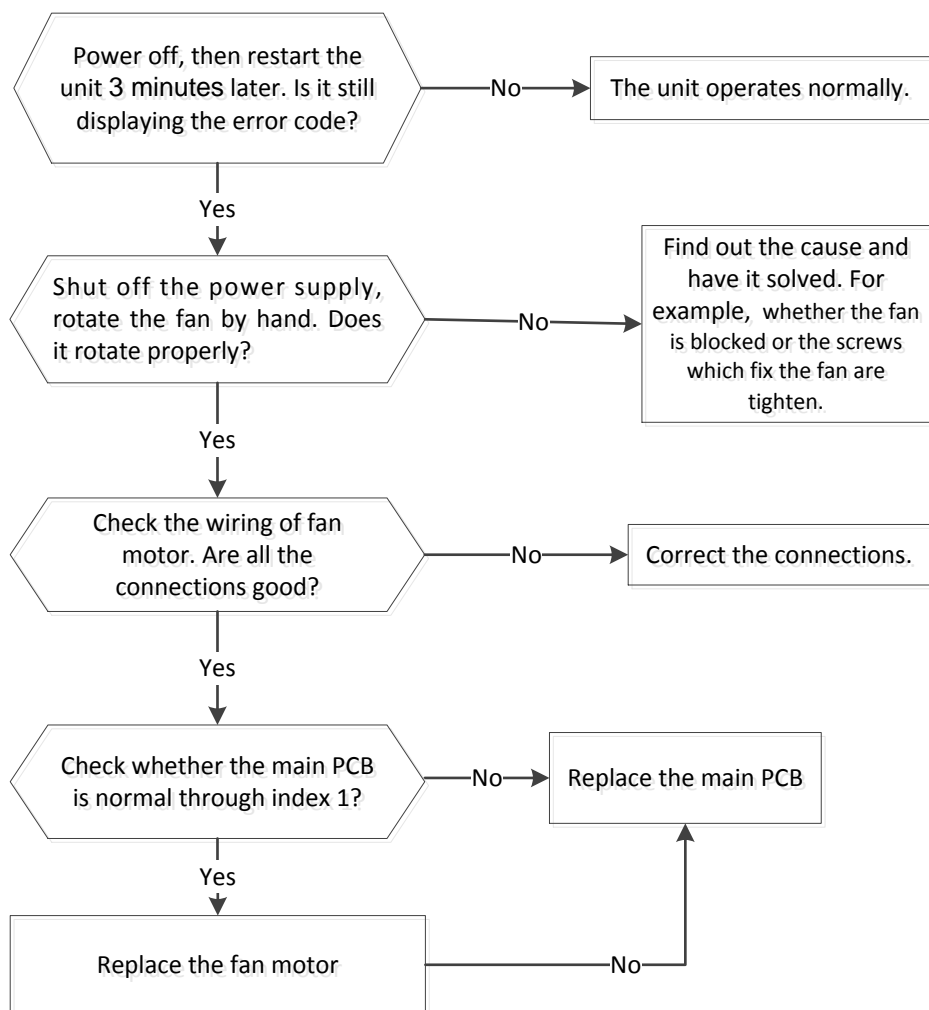 Power off, then restart the
unit 3 minutes later. Is it still
displaying the error code?
No
The unit operates normally.
Yes
Shut off the power supply,
rotate the fan by hand. Does
it rotate properly?
No
Find out the cause and
have it solved. For
example, whether the fan
is blocked or the screws
which fix the fan are
tighten.
Yes
Check the wiring of fan
motor. Are all the
connections good?
No
Correct the connections.
Yes
Check whether the main PCB
is normal through index 1?
No
Replace the main PCB
Yes
Replace the fan motor
No